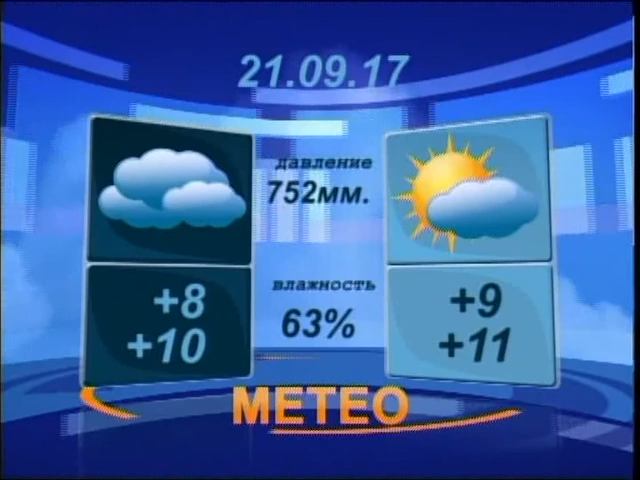 21.09.17
давление
752мм.
+8
+10
влажность
63%
+9
+11
МЕТЕО